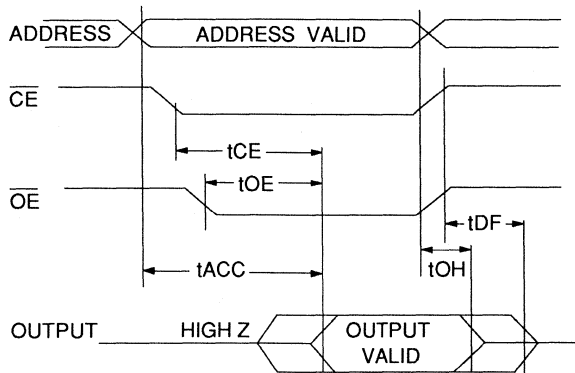 ADDRESS ADDRESS VALID
CE
tCE
tOE
OE
tDF
tACC tOH
OUTPUT HIGH Z OUTPUT
VALID